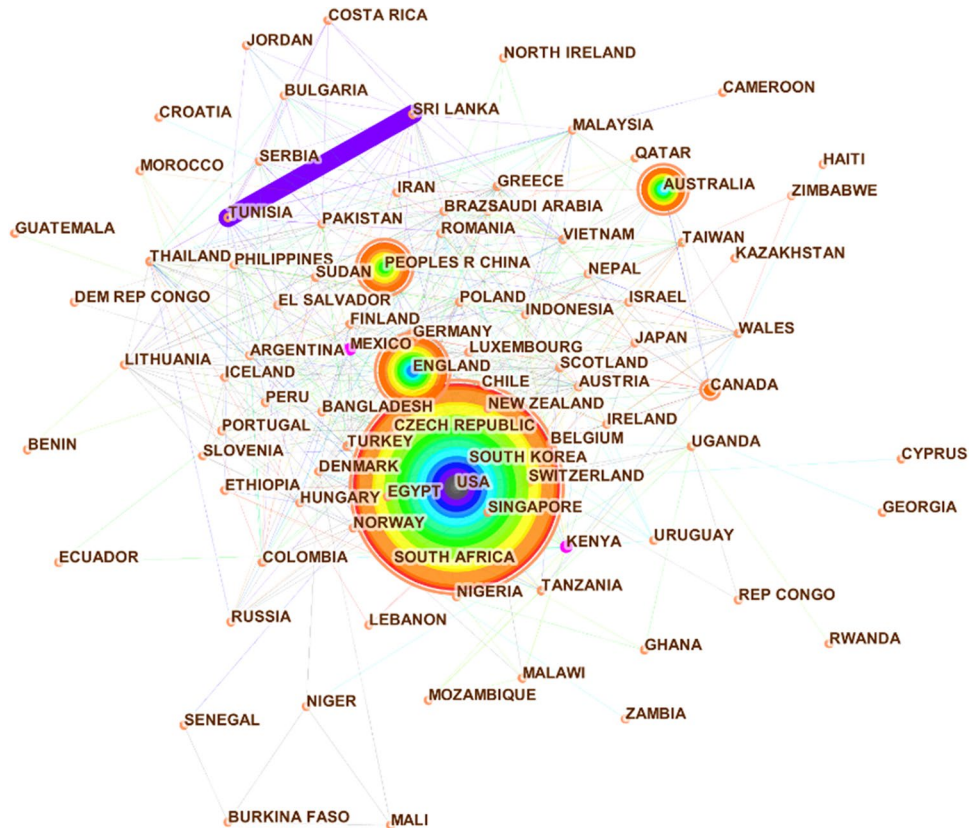 COSTA RICA
JORDAN
NORTH IRELAND
BULGARIA
CAMEROON
CROATIA
SRI LANKA
MALAYSIA
SERBIA
QATAR
MOROCCO
HAITI
IRAN
GREECE
AUSTRALIA
ZIMBABWE
BRAZ
SAUDI ARABIA
TUNISIA
PAKISTAN
GUATEMALA
ROMANIA
VIETNAM
TAIWAN
KAZAKHSTAN
THAILAND
PHILIPPINES
PEOPLES R CHINA
SUDAN
NEPAL
DEM REP CONGO
EL SALVADOR
POLAND
INDONESIA
ISRAEL
FINLAND
GERMANY
WALES
ARGENTINA
MEXICO
LUXEMBOURG
JAPAN
LITHUANIA
ICELAND
ENGLAND
SCOTLAND
CHILE
AUSTRIA
CANADA
PERU
BANGLADESH
NEW ZEALAND
PORTUGAL
CZECH REPUBLIC
IRELAND
BENIN
SLOVENIA
TURKEY
BELGIUM
UGANDA
DENMARK
SOUTH KOREA
CYPRUS
ETHIOPIA
HUNGARY
EGYPT
USA
SWITZERLAND
SINGAPORE
GEORGIA
NORWAY
ECUADOR
COLOMBIA
SOUTH AFRICA
KENYA
URUGUAY
NIGERIA
TANZANIA
REP CONGO
RUSSIA
LEBANON
GHANA
RWANDA
MALAWI
MOZAMBIQUE
NIGER
SENEGAL
ZAMBIA
BURKINA FASO
MALI